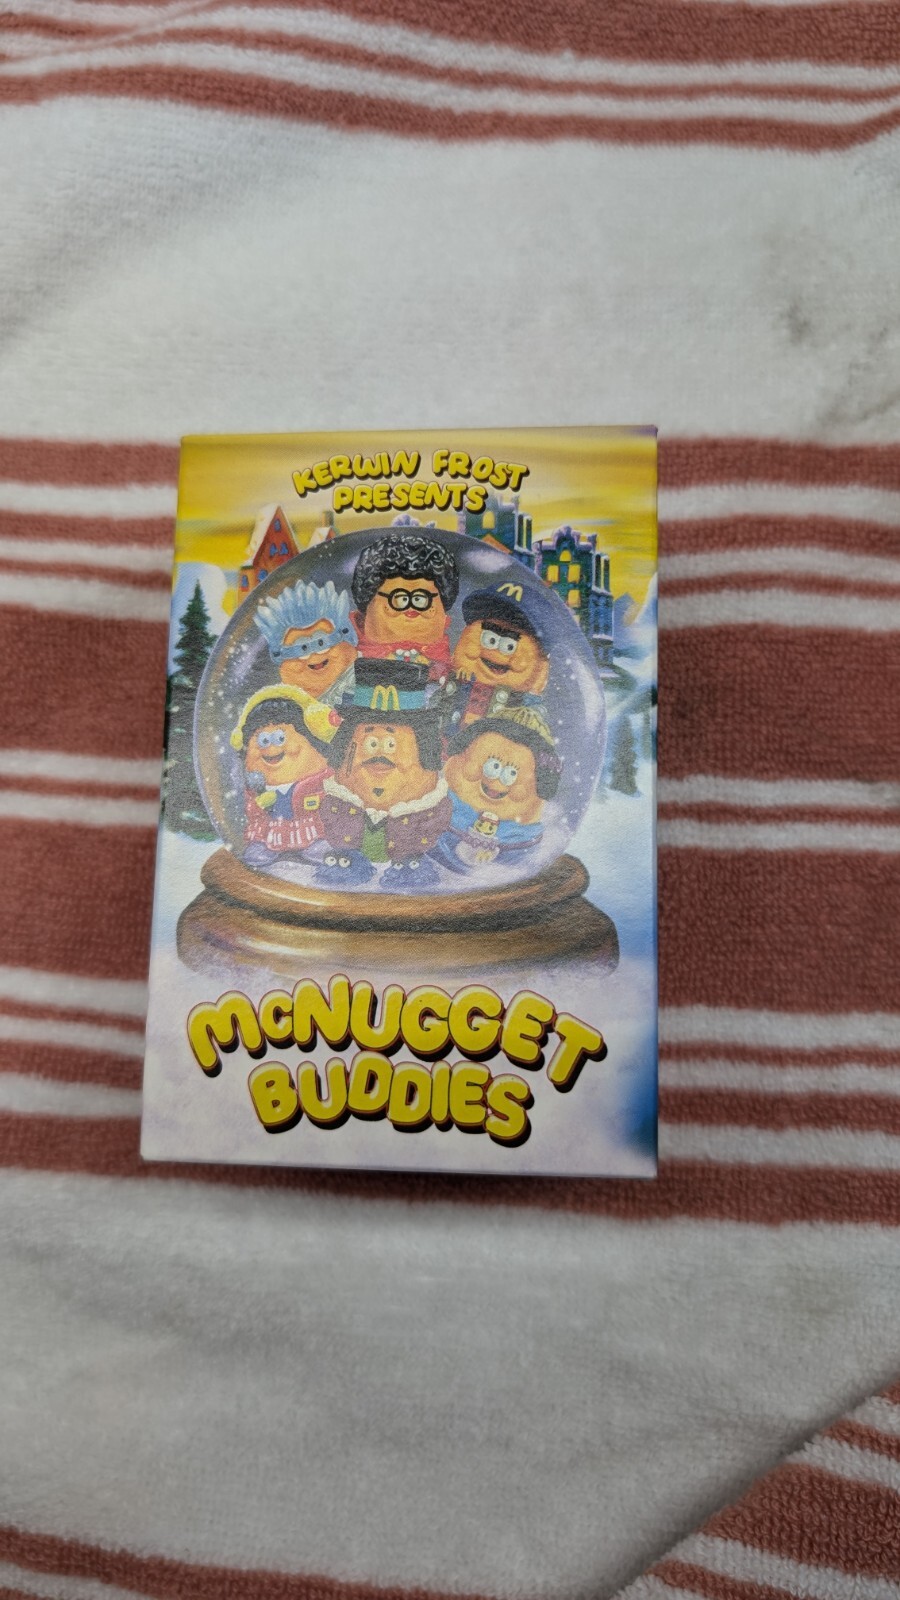 KERWIN FROST
PRESENTS
McNUGGET
BUDDIES